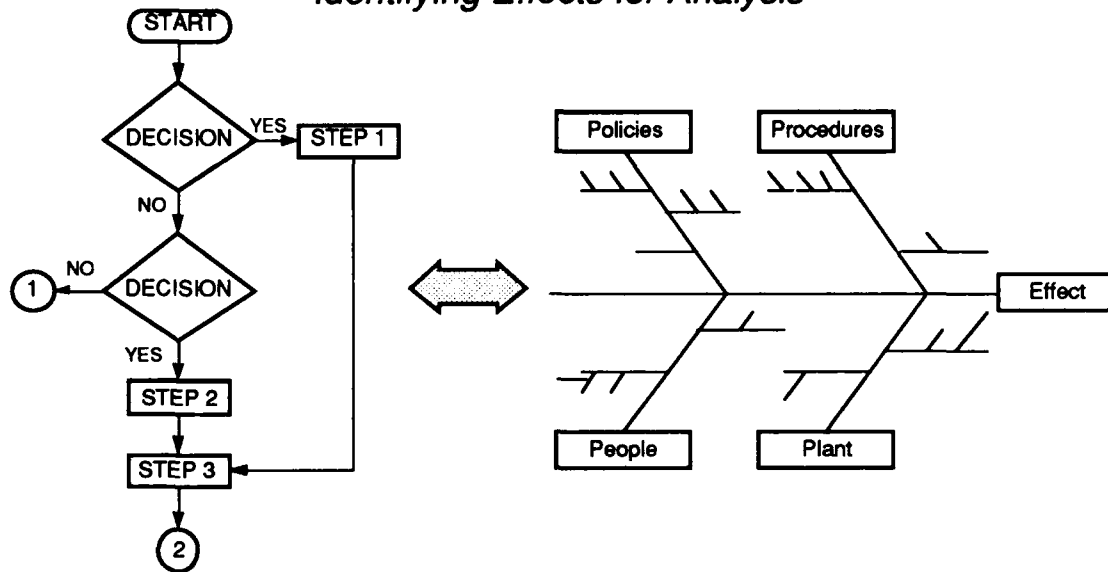 Identifying Effects for Analysis
START
DECISION
YES
STEP 1
NO
DECISION
NO
1
YES
STEP 2
STEP 3
2
Policies
Procedures
Effect
People
Plant